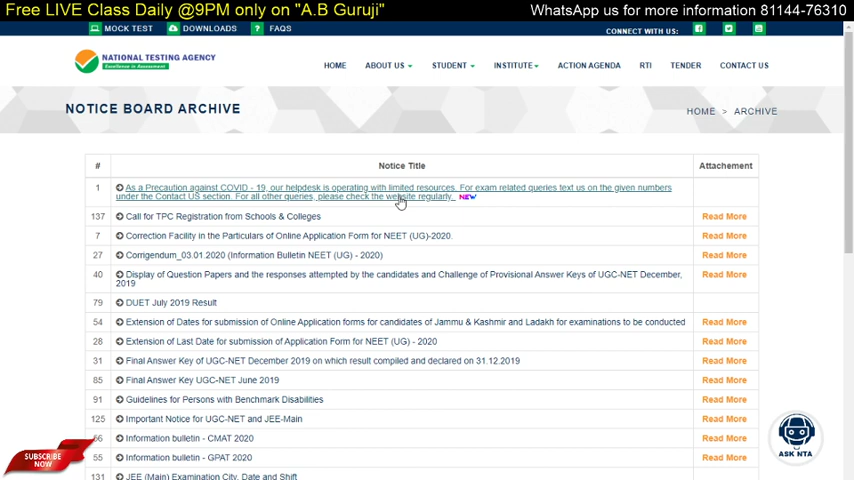 Free LIVE Class Daily @9PM only on "A.B Guruji"
WhatsApp us for more information 81144-76310
MOCK TEST DOWNLOADS ? FAQS CONNECT WITH US:
NATIONAL TESTING AGENCY
Excellence in Assessment
HOME ABOUT US STUDENT INSTITUTE ACTION AGENDA RTI TENDER CONTACT US
NOTICE BOARD ARCHIVE
HOME > ARCHIVE
# Notice Title Attachement
1 As a Precaution against COVID - 19, our helpdesk is operating with limited resources. For exam related queries text us on the given numbers
under the Contact US section. For all other queries, please check the website regularly. NEW
137 Call for TPC Registration from Schools & Colleges Read More
7 Correction Facility in the Particulars of Online Application Form for NEET (UG)-2020. Read More
27 Corrigendum_03.01.2020 (Information Bulletin NEET (UG) - 2020) Read More
40 Display of Question Papers and the responses attempted by the candidates and Challenge of Provisional Answer Keys of UGC-NET December, Read More
2019
79 DUET July 2019 Result
54 Extension of Dates for submission of Online Application forms for candidates of Jammu & Kashmir and Ladakh for examinations to be conducted Read More
28 Extension of Last Date for submission of Application Form for NEET (UG) - 2020 Read More
31 Final Answer Key of UGC-NET December 2019 on which result compiled and declared on 31.12.2019 Read More
85 Final Answer Key UGC-NET June 2019 Read More
91 Guidelines for Persons with Benchmark Disabilities Read More
125 Important Notice for UGC-NET and JEE-Main Read More
66 Information bulletin - CMAT 2020 Read More
55 Information bulletin - GPAT 2020 Read More
131 JEE (Main) Examination City, Date and Shift
SUBSCRIBE
NOW
ASK NTA